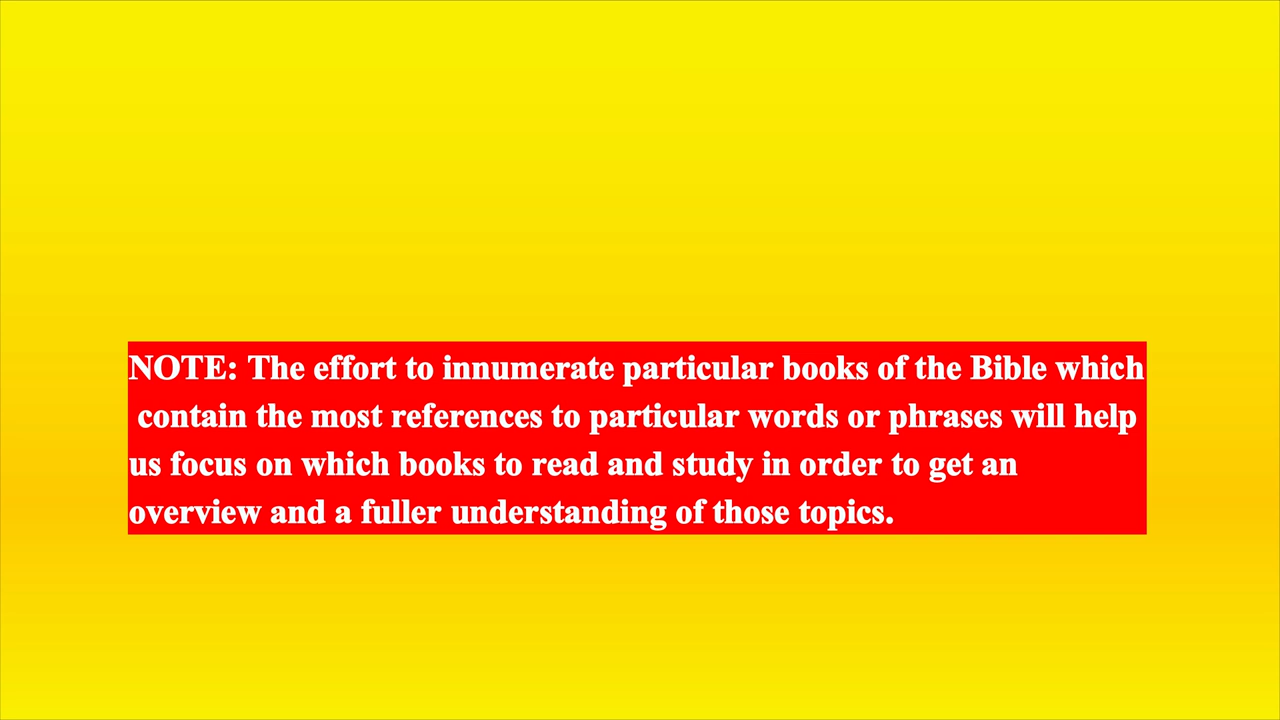 NOTE: The effort to innumerate particular books of the Bible which
contain the most references to particular words or phrases will help
us focus on which books to read and study in order to get an
overview and a fuller understanding of those topics.